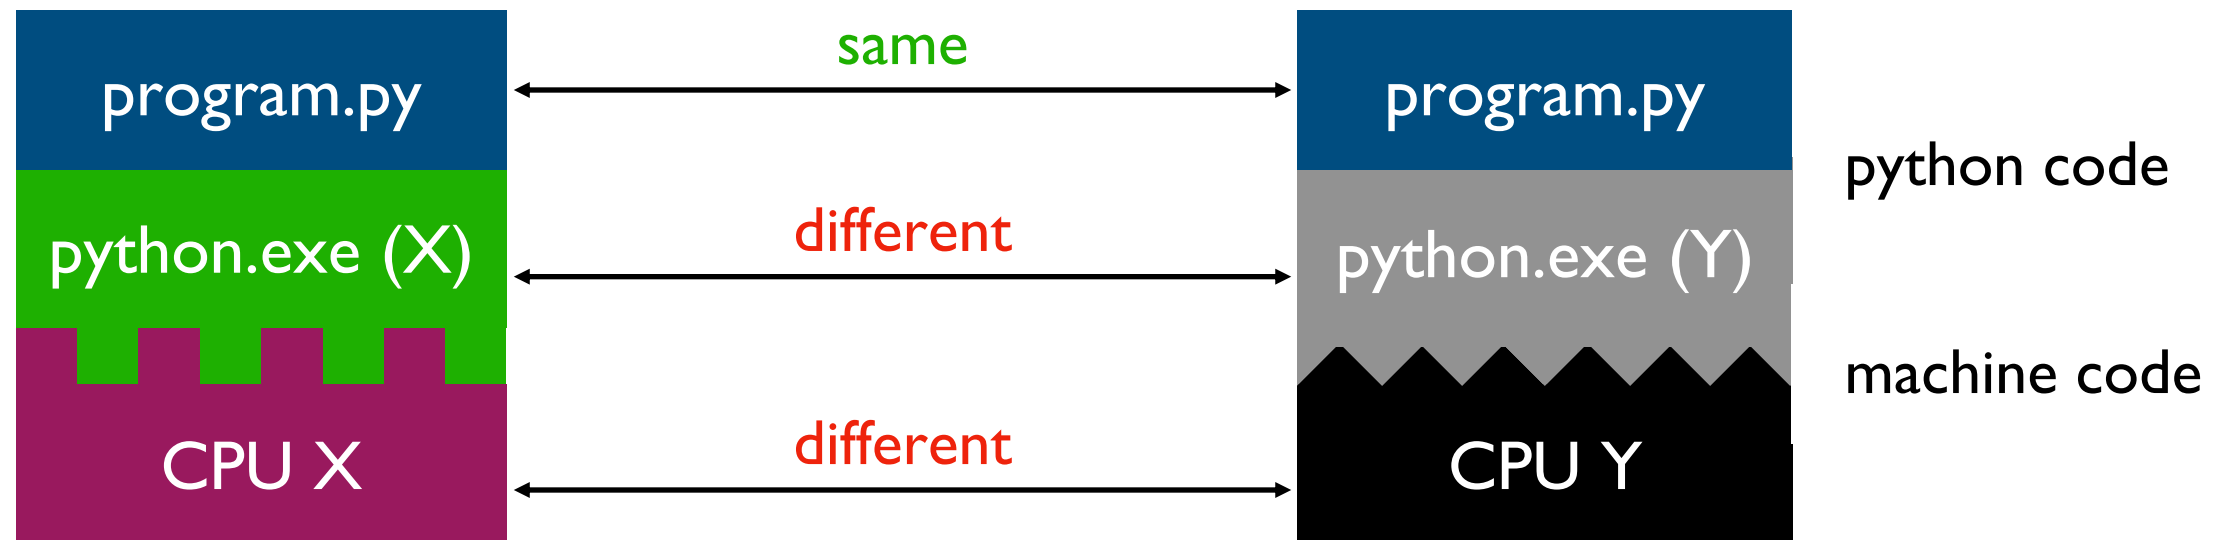 same
program.py
program.py
python code
different
python.exe (X)
python.exe (Y)
machine code
different
CPU X
CPU Y